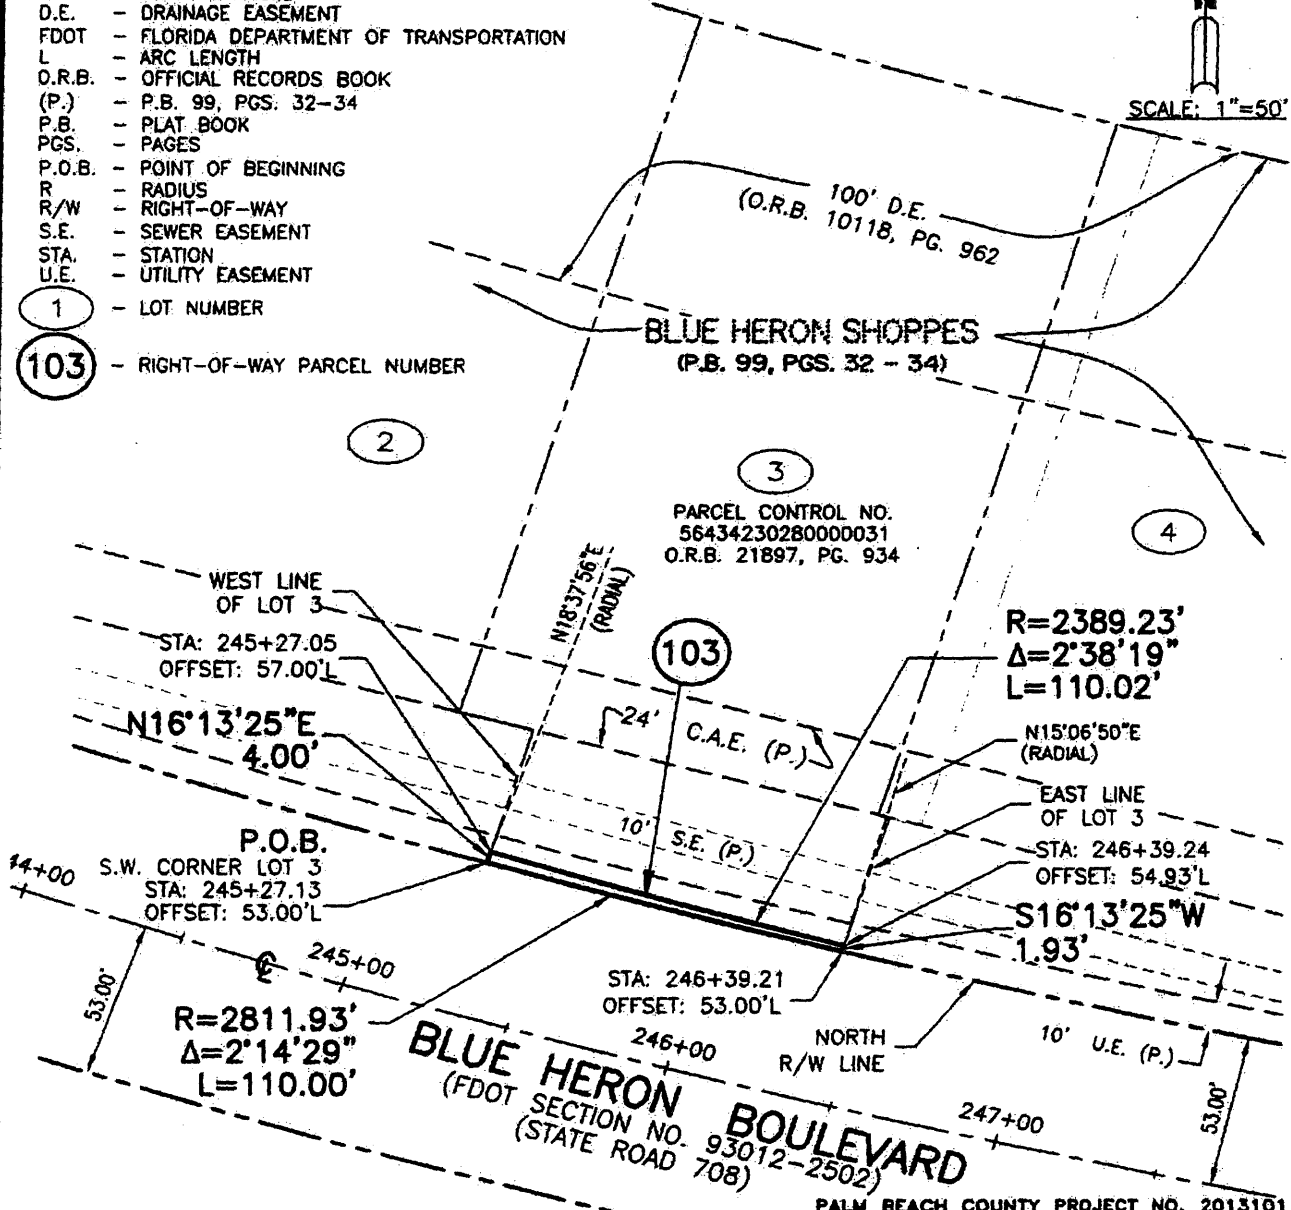 D.E. – DRAINAGE EASEMENT
FDOT – FLORIDA DEPARTMENT OF TRANSPORTATION
L – ARC LENGTH
O.R.B. – OFFICIAL RECORDS BOOK
(P.) – P.B. 99, PGS. 32–34
P.B. – PLAT BOOK
PGS. – PAGES
P.O.B. – POINT OF BEGINNING
R – RADIUS
R/W – RIGHT–OF–WAY
S.E. – SEWER EASEMENT
STA. – STATION
U.E. – UTILITY EASEMENT
1 – LOT NUMBER
103 – RIGHT–OF–WAY PARCEL NUMBER
SCALE: 1"=50'
100' D.E.
(O.R.B. 10118, PG. 962
BLUE HERON SHOPPES
(P.B. 99, PGS. 32 – 34)
2
3
PARCEL CONTROL NO.
56434230280000031
O.R.B. 21897, PG. 934
4
WEST LINE
OF LOT 3
N18°37'56"E
(RADIAL)
STA: 245+27.05
OFFSET: 57.00'L
103
R=2389.23'
Δ=2°38'19"
L=110.02'
N16°13'25"E
4.00'
24' C.A.E. (P.)
N15°06'50"E
(RADIAL)
EAST LINE
OF LOT 3
10' S.E. (P.)
P.O.B.
S.W. CORNER LOT 3
STA: 245+27.13
OFFSET: 53.00'L
STA: 246+39.24
OFFSET: 54.93'L
S16°13'25"W
1.93'
14+00
53.00'
245+00
STA: 246+39.21
OFFSET: 53.00'L
R=2811.93'
Δ=2°14'29"
L=110.00'
246+00
NORTH
R/W LINE
10' U.E. (P.)
53.00'
247+00
BLUE HERON BOULEVARD
(FDOT SECTION NO. 93012–2502)
(STATE ROAD 708)
PALM BEACH COUNTY PROJECT NO. 2013101